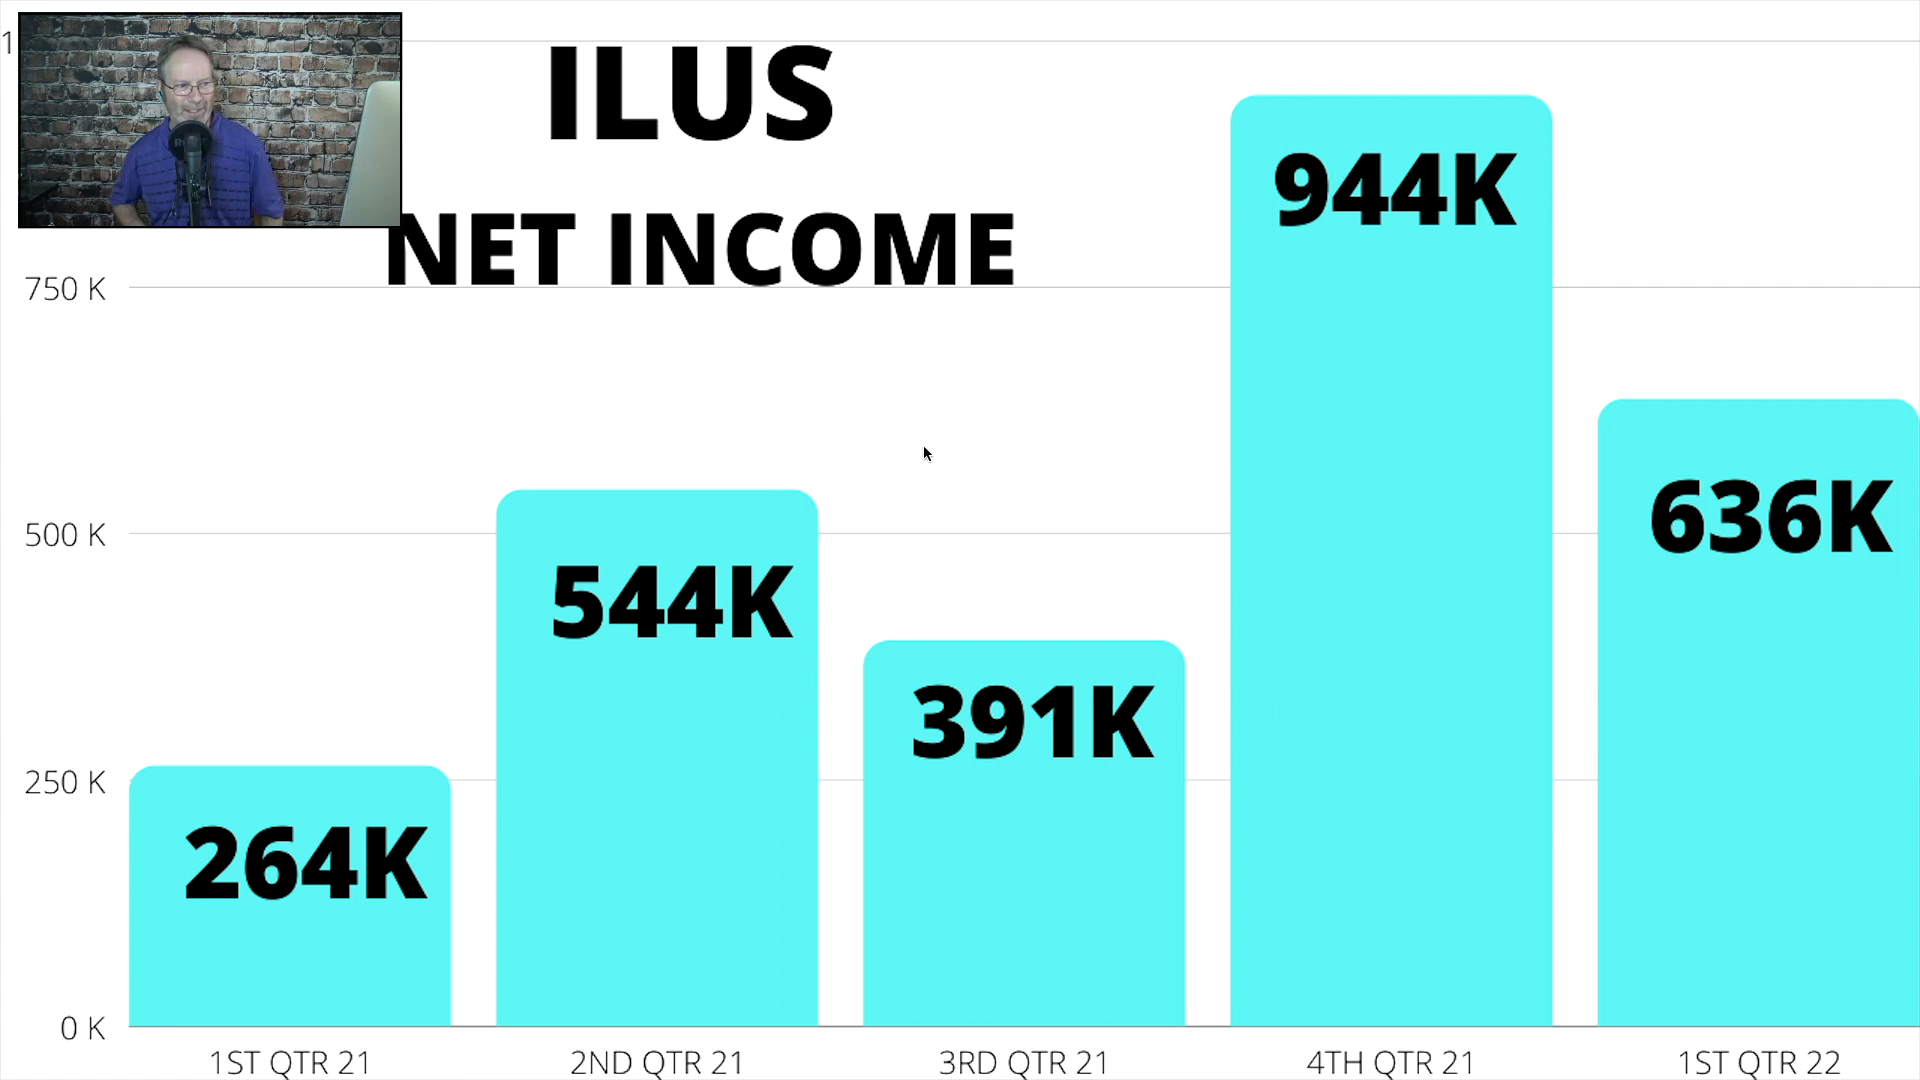 1
ILUS
NET INCOME
944K
750 K
636K
500 K
544K
391K
250 K
264K
0 K
1ST QTR 21
2ND QTR 21
3RD QTR 21
4TH QTR 21
1ST QTR 22